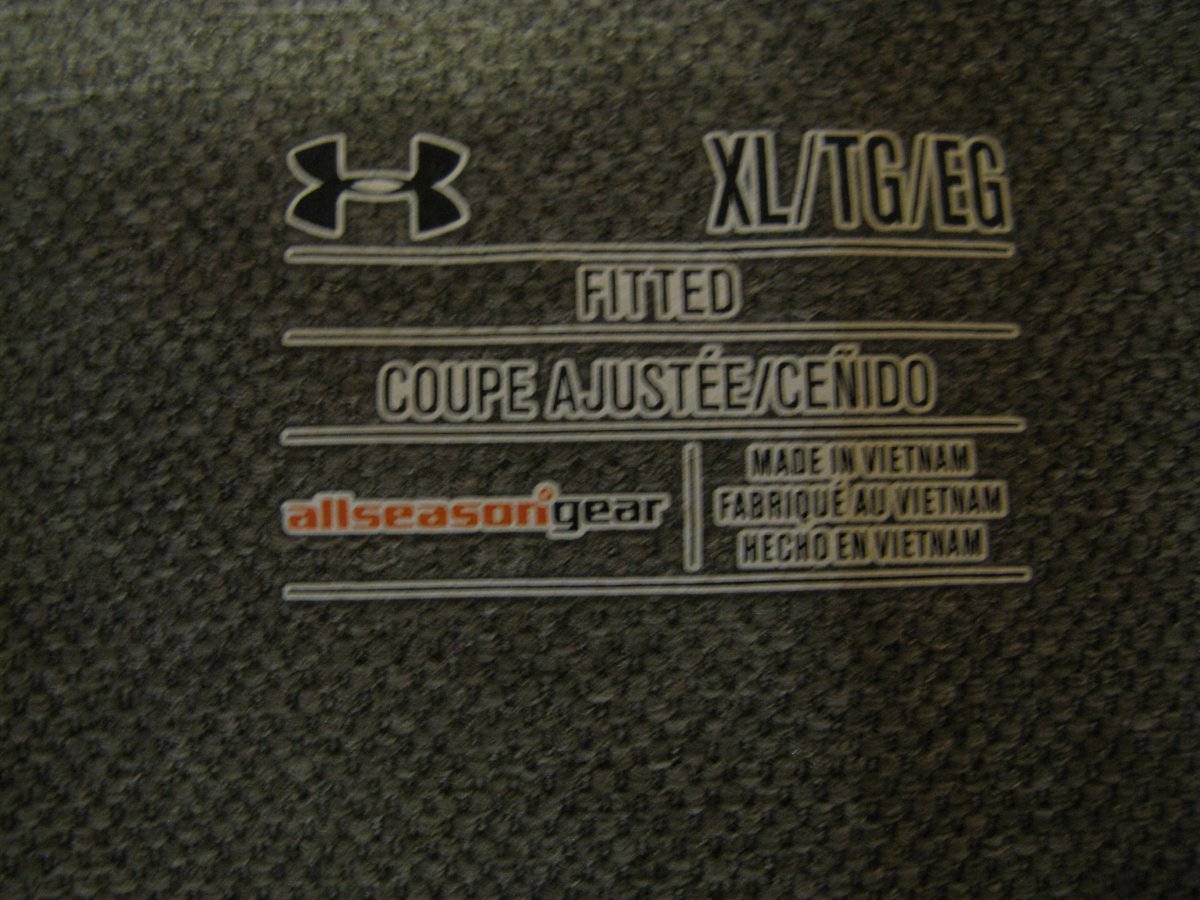 XL/TG/EG
FITTED
COUPE AJUSTÉE/CEÑIDO
allseasongear
MADE IN VIETNAM
FABRIQUÉ AU VIETNAM
HECHO EN VIETNAM